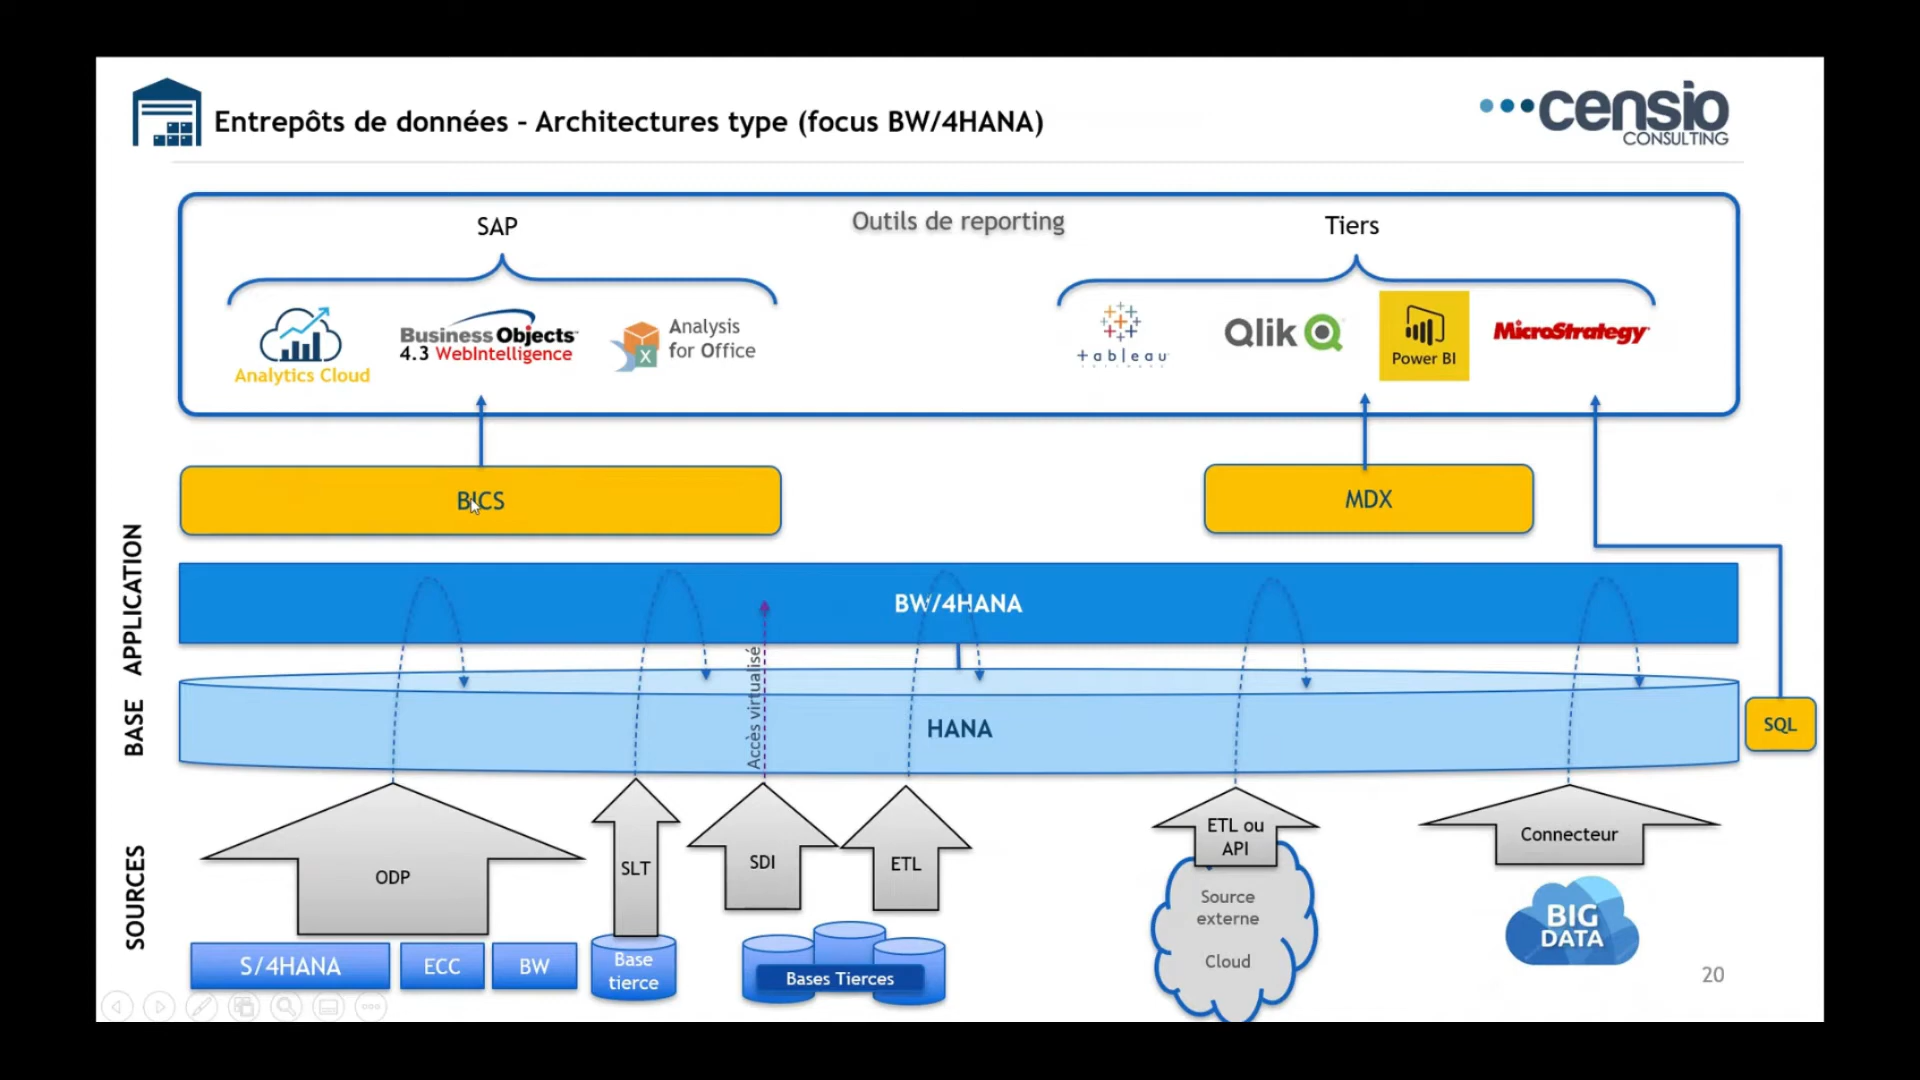 Entrepôts de données - Architectures type (focus BW/4HANA)
censio
CONSULTING
SAP
Outils de reporting
Tiers
Analytics Cloud
Business Objects
4.3 WebIntelligence
Analysis
for Office
X
+ableau
Qlik
Power BI
MicroStrategy
BICS
MDX
APPLICATION
BW/4HANA
BASE
Accès virtualisé
HANA
SQL
SOURCES
ODP
SLT
SDI
ETL
ETL ou
API
Connecteur
Source
externe
Cloud
BIG
DATA
S/4HANA
ECC
BW
Base
tierce
Bases Tierces
20